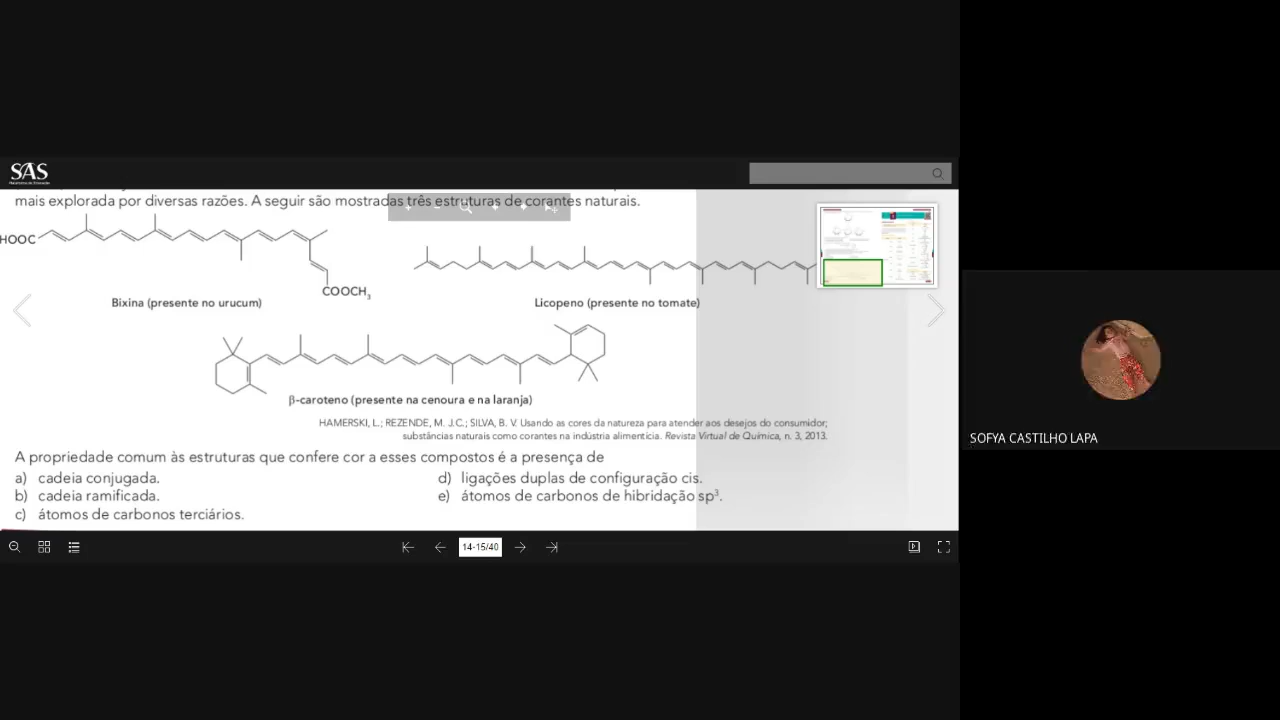 SAS
mais explorada por diversas razões. A seguir são mostradas três estruturas de corantes naturais.
HOOC
COOCH3
Bixina (presente no urucum)
Licopeno (presente no tomate)
β-caroteno (presente na cenoura e na laranja)
HAMERSKI, L.; REZENDE, M. J.C.; SILVA, B. V. Usando as cores da natureza para atender aos desejos do consumidor;
substâncias naturais como corantes na indústria alimentícia. Revista Virtual de Química, n. 3, 2013.
A propriedade comum às estruturas que confere cor a esses compostos é a presença de
a) cadeia conjugada.
b) cadeia ramificada.
c) átomos de carbonos terciários.
d) ligações duplas de configuração cis.
e) átomos de carbonos de hibridação sp³.
14-15/40
SOFYA CASTILHO LAPA